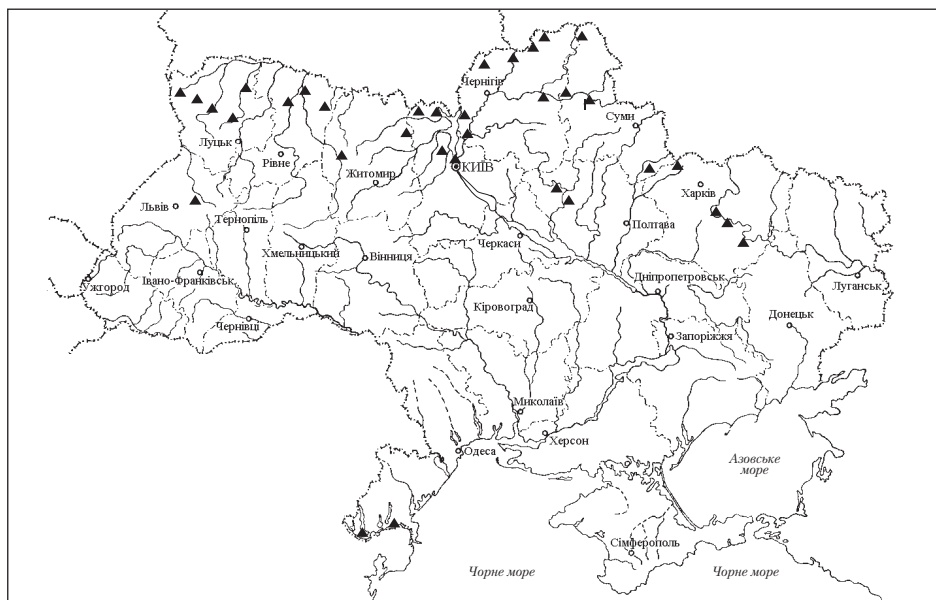 Чернігів
Суми
Луцьк
Рівне
КИЇВ
Житомир
Харків
Львів
Тернопіль
Полтава
Черкаси
Хмельницький
Вінниця
Івано-Франківськ
Ужгород
Дніпропетровськ
Луганськ
Кіровоград
Донецьк
Чернівці
Запоріжжя
Миколаїв
Херсон
Одеса
Азовське
море
Сімферополь
Чорне море
Чорне море